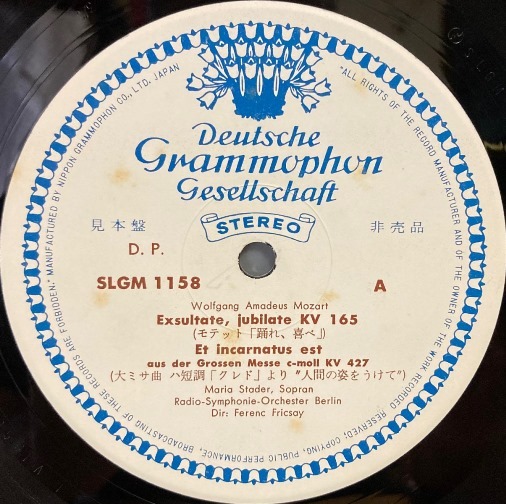 Deutsche
Grammophon
Gesellschaft
STEREO
見本盤
非売品
D. P.
SLGM 1158
A
Wolfgang Amadeus Mozart
Exsultate, jubilate KV 165
(モテット「踊れ、喜べ」)
Et incarnatus est
aus der Grossen Messe c-moll KV 427
(大ミサ曲 ハ短調「クレド」より〝人間の姿をうけて〞)
Maria Stader, Sopran
Radio-Symphonie-Orchester Berlin
Dir: Ferenc Fricsay
"ALL RIGHTS OF THE RECORD MANUFACTURER AND OF THE OWNER OF THE WORK RECORDED RESERVED, COPYING, PUBLIC PERFORMANCE, BROADCASTING OF THESE RECORDS ARE FORBIDDEN." MANUFACTURED BY NIPPON GRAMMOPHON CO., LTD. JAPAN